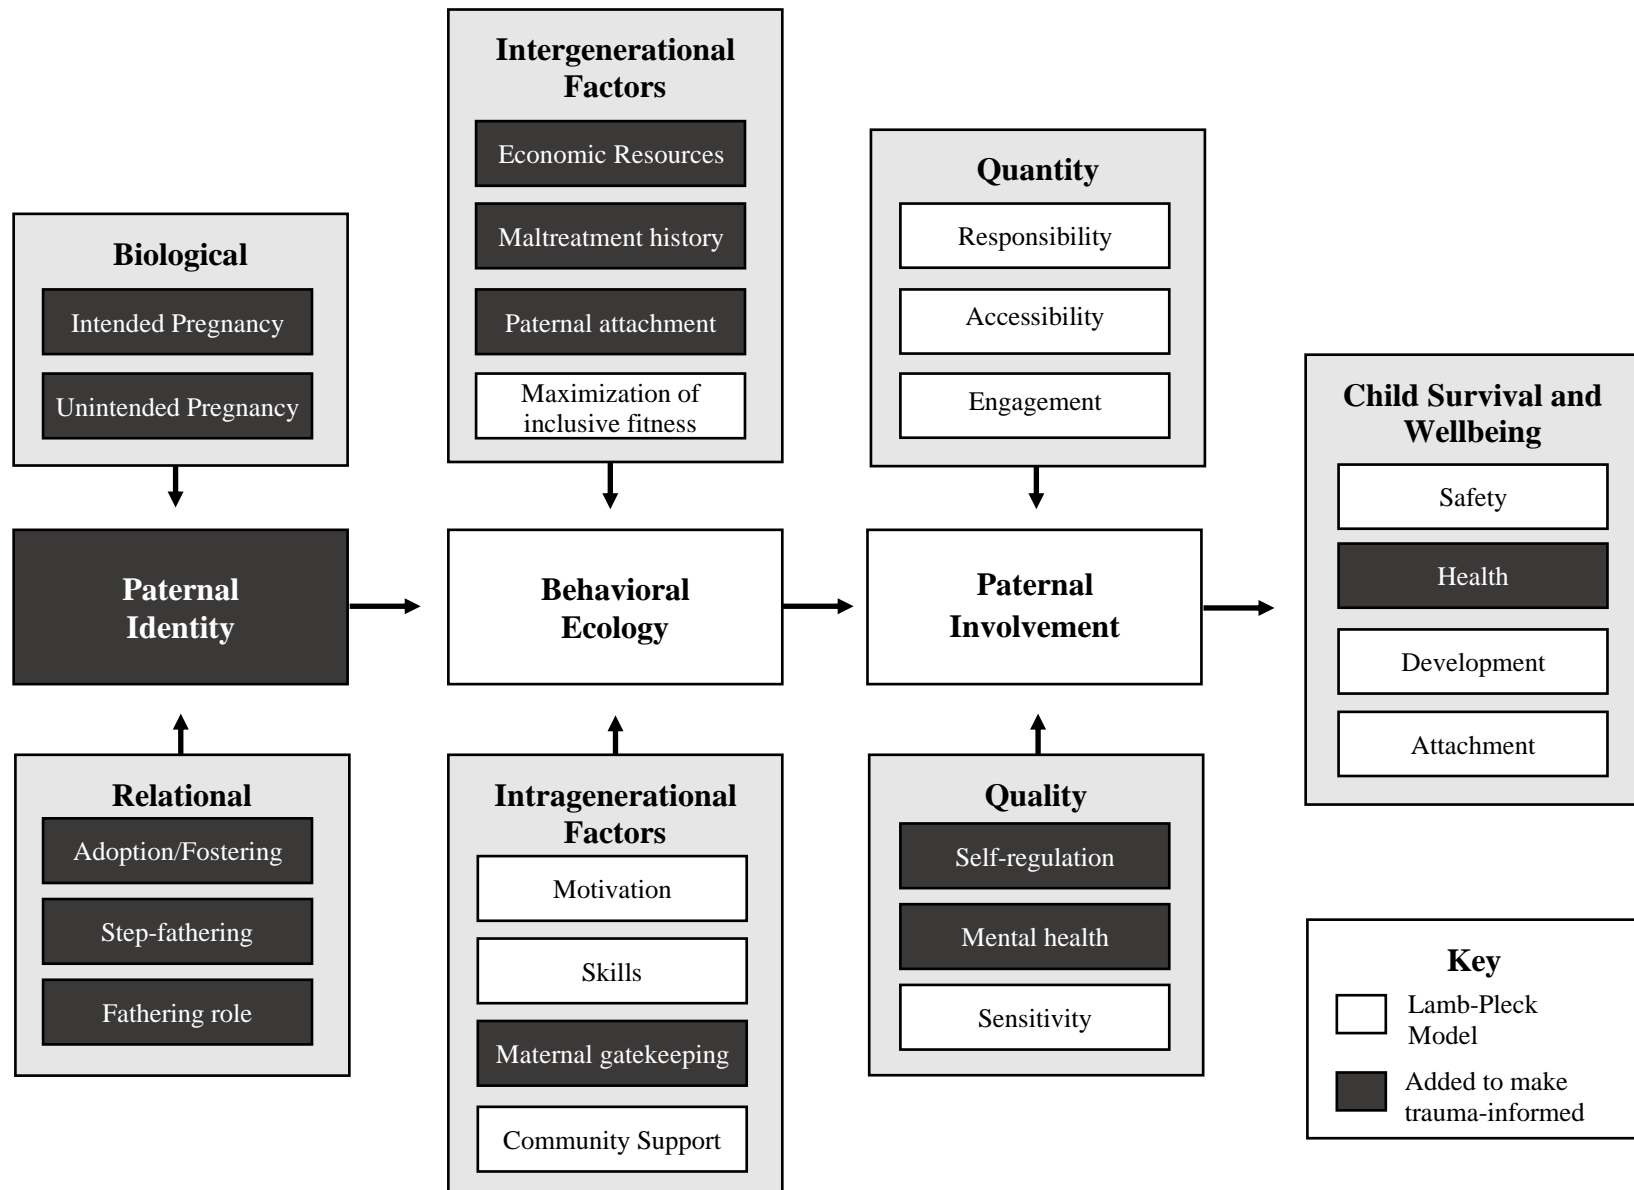 Biological
Intended Pregnancy
Unintended Pregnancy
Paternal
Identity
Relational
Adoption/Fostering
Step-fathering
Fathering role
Intergenerational
Factors
Economic Resources
Maltreatment history
Paternal attachment
Maximization of
inclusive fitness
Behavioral
Ecology
Intragenerational
Factors
Motivation
Skills
Maternal gatekeeping
Community Support
Quantity
Responsibility
Accessibility
Engagement
Paternal
Involvement
Quality
Self-regulation
Mental health
Sensitivity
Child Survival and
Wellbeing
Safety
Health
Development
Attachment
Key
Lamb-Pleck
Model
Added to make
trauma-informed